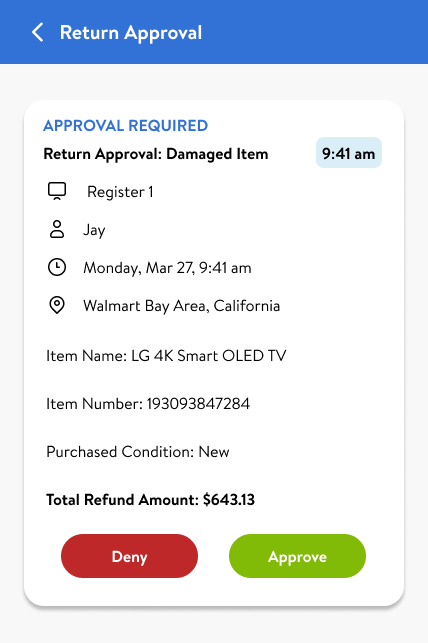 Return Approval
APPROVAL REQUIRED
Return Approval: Damaged Item 9:41 am
Register 1
Jay
Monday, Mar 27, 9:41 am
Walmart Bay Area, California
Item Name: LG 4K Smart OLED TV
Item Number: 193093847284
Purchased Condition: New
Total Refund Amount: $643.13
Deny Approve